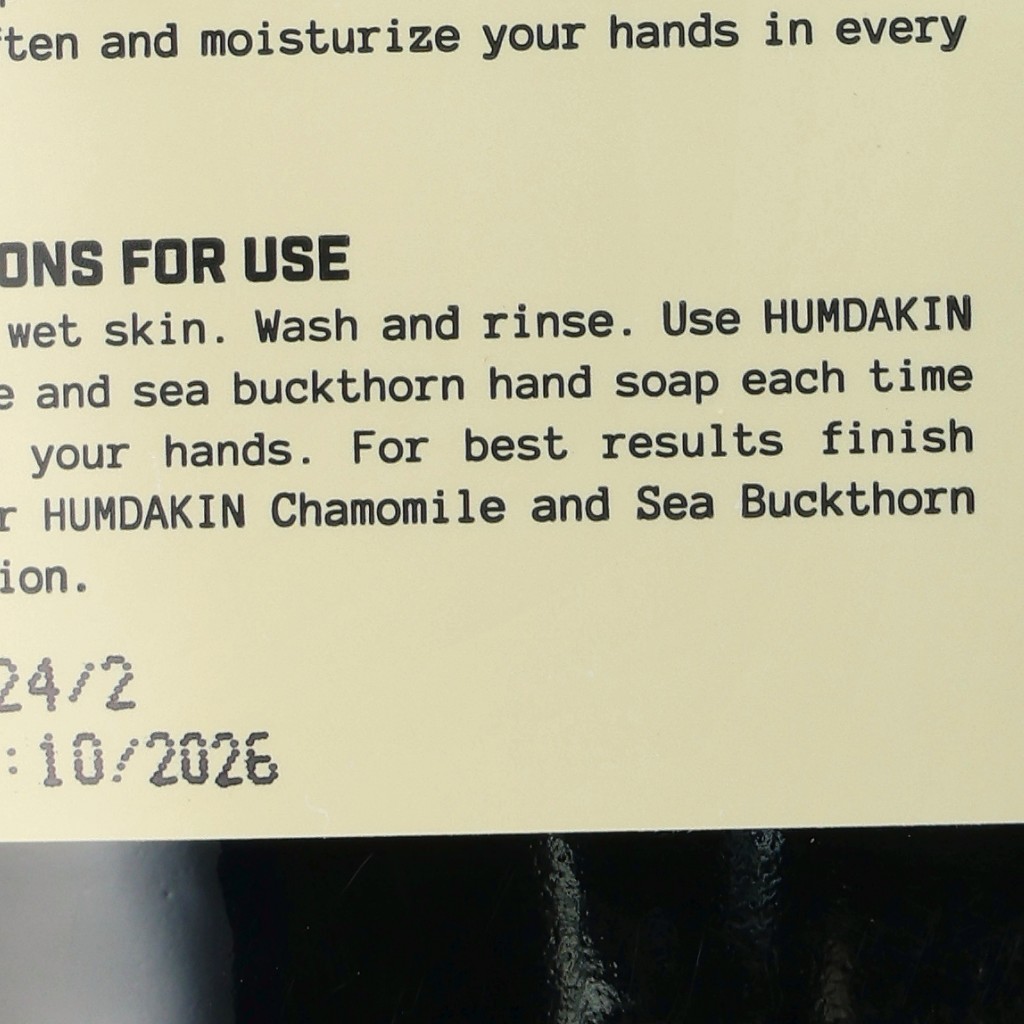 ften and moisturize your hands in every
ONS FOR USE
wet skin. Wash and rinse. Use HUMDAKIN
e and sea buckthorn hand soap each time
your hands. For best results finish
r HUMDAKIN Chamomile and Sea Buckthorn
ion.
24/2
:10/2026